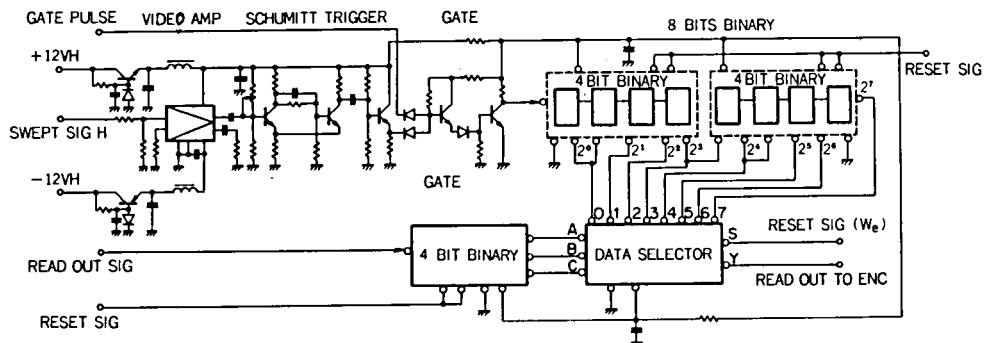 GATE PULSE
VIDEO AMP
SCHUMITT TRIGGER
GATE
8 BITS BINARY
+12VH
RESET SIG
4 BIT BINARY
4 BIT BINARY
2⁷
SWEPT SIG H
2⁰
2¹
2²
2³
2⁴
2⁵
2⁶
GATE
-12VH
0 1 2 3 4 5 6 7
A
B
C
S
Y
RESET SIG (We)
READ OUT SIG
4 BIT BINARY
DATA SELECTOR
READ OUT TO ENC
RESET SIG